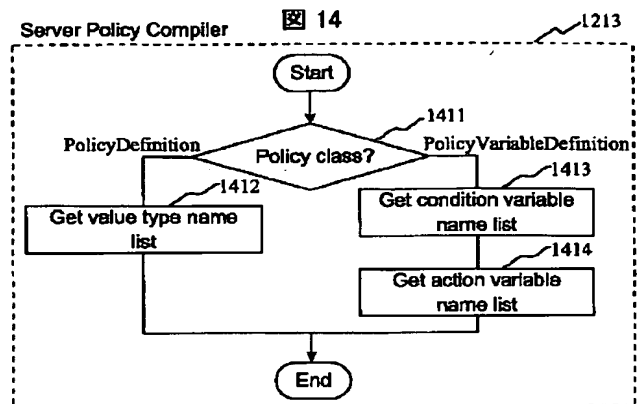 図 14
Server Policy Compiler
1213
Start
1411
PolicyDefinition
Policy class?
PolicyVariableDefinition
1412
Get value type name
list
1413
Get condition variable
name list
1414
Get action variable
name list
End